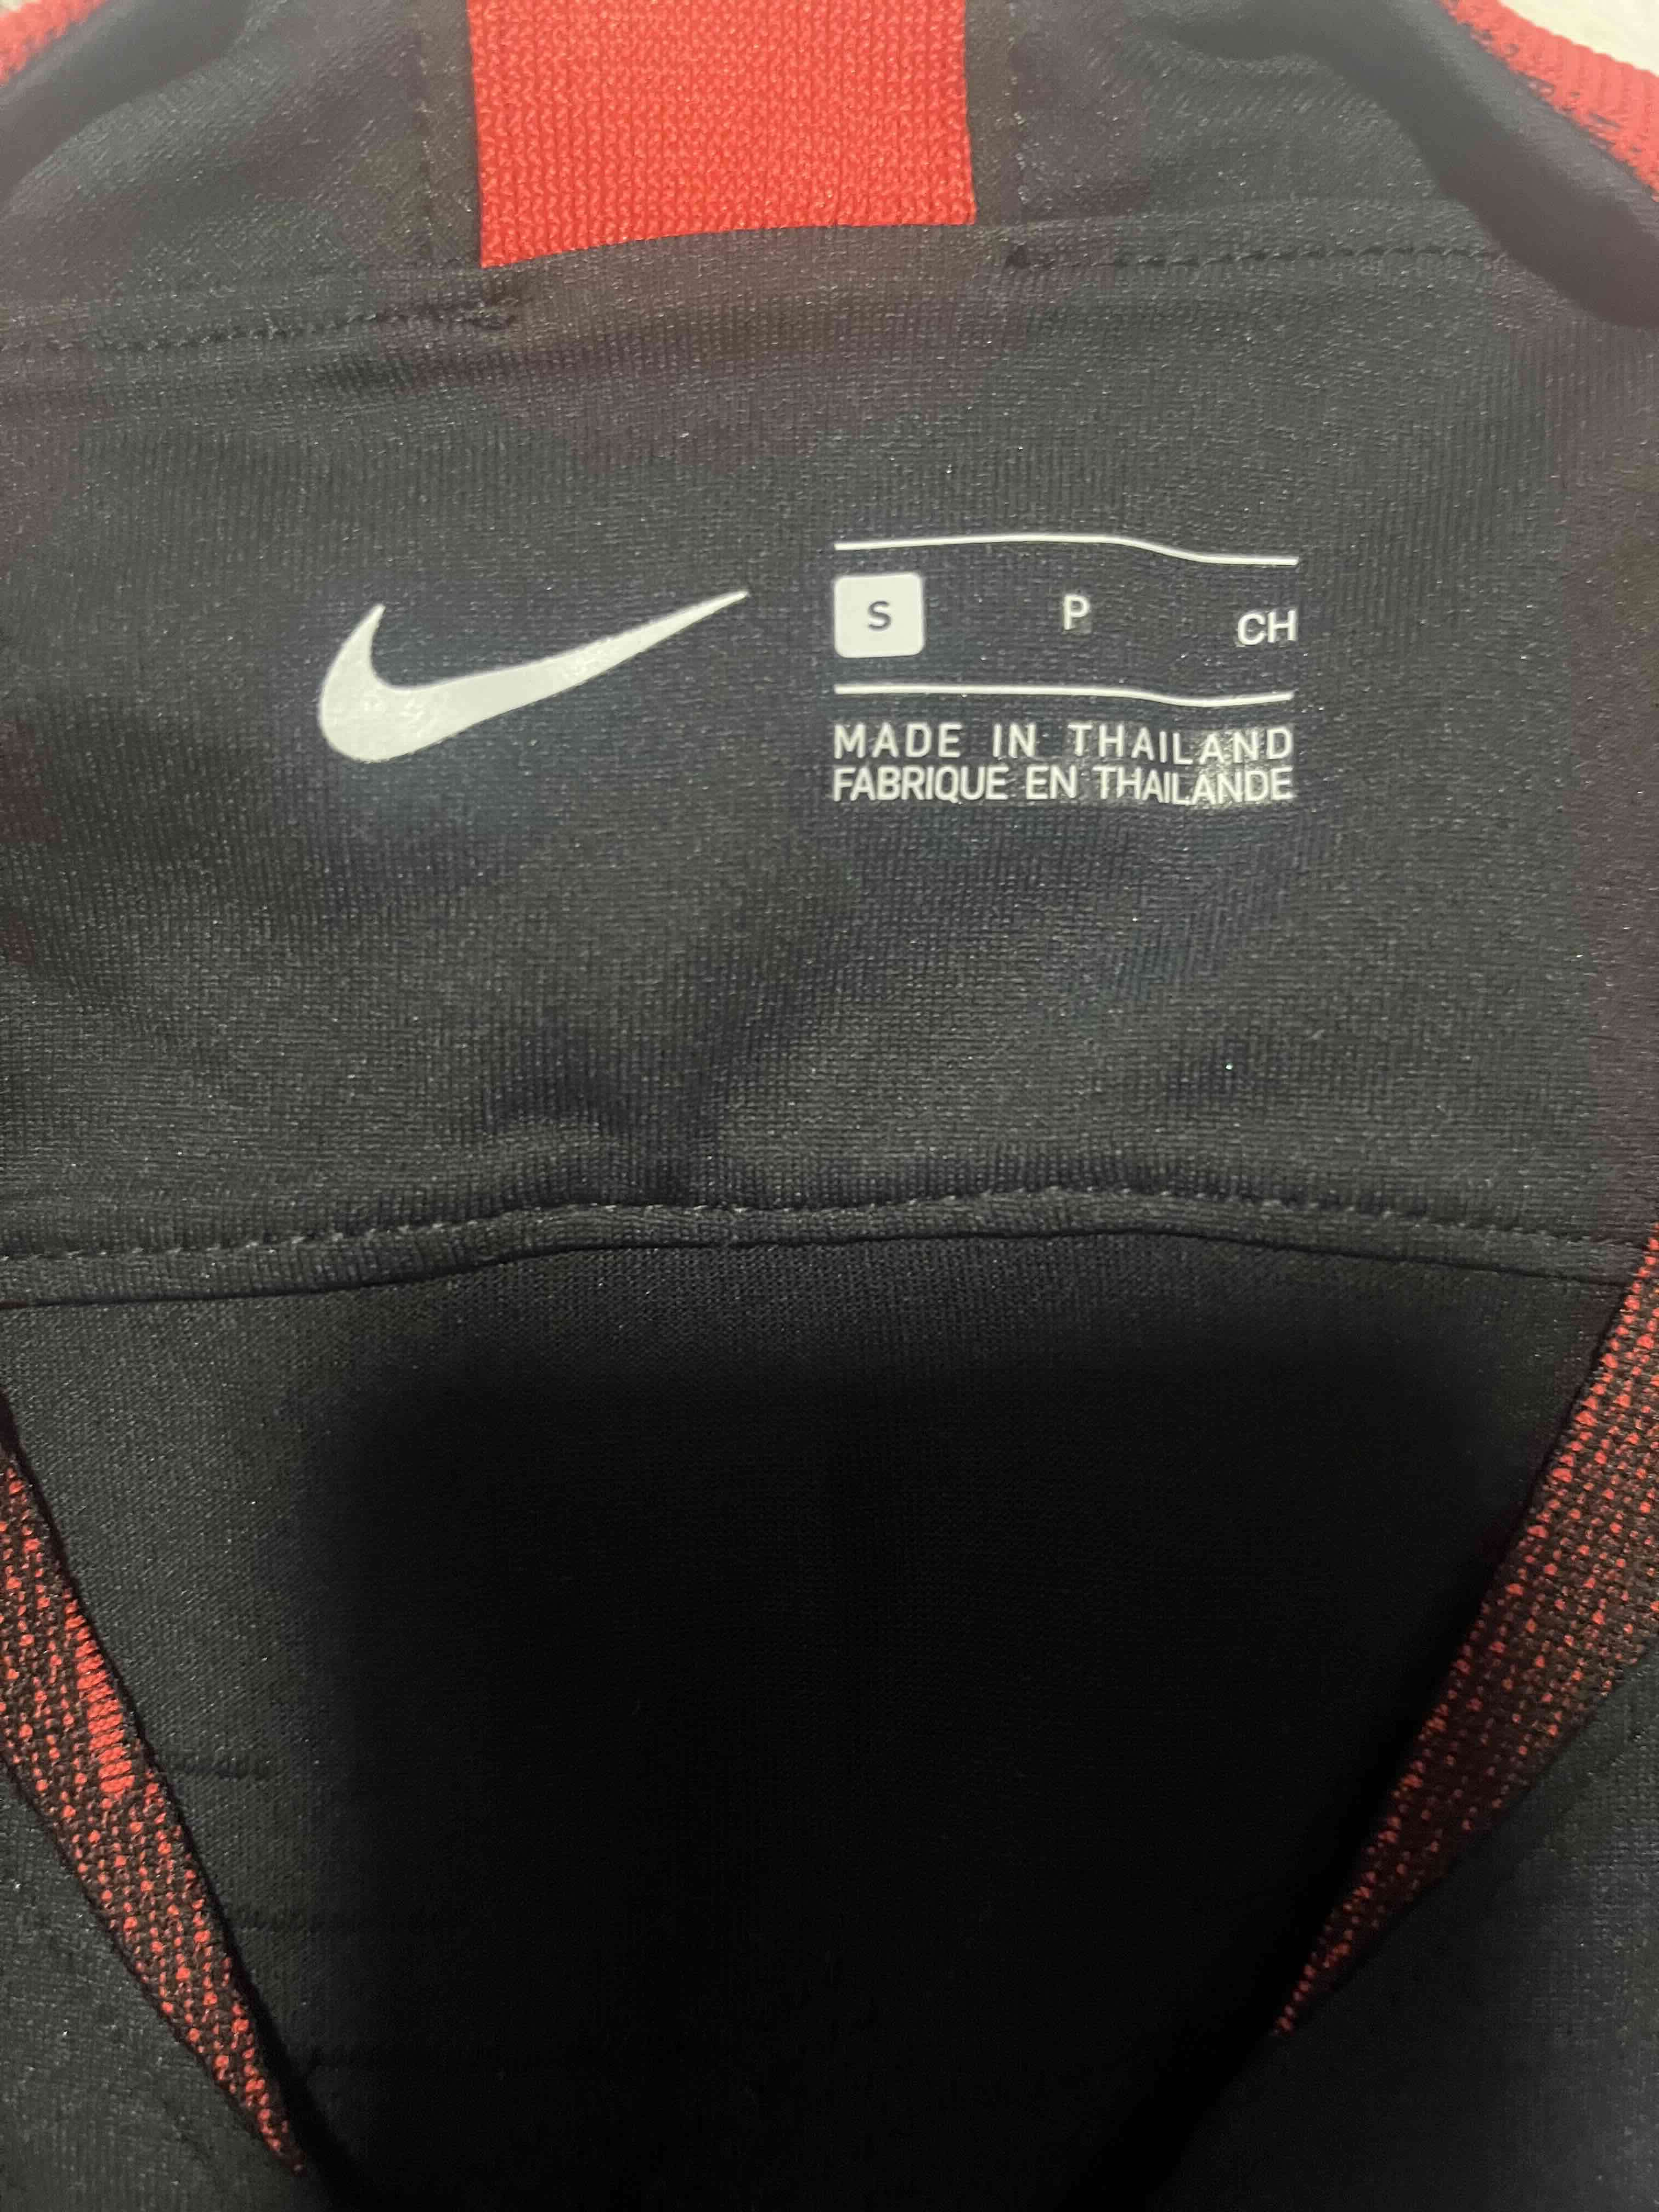 S P CH
MADE IN THAILAND
FABRIQUE EN THAILANDE